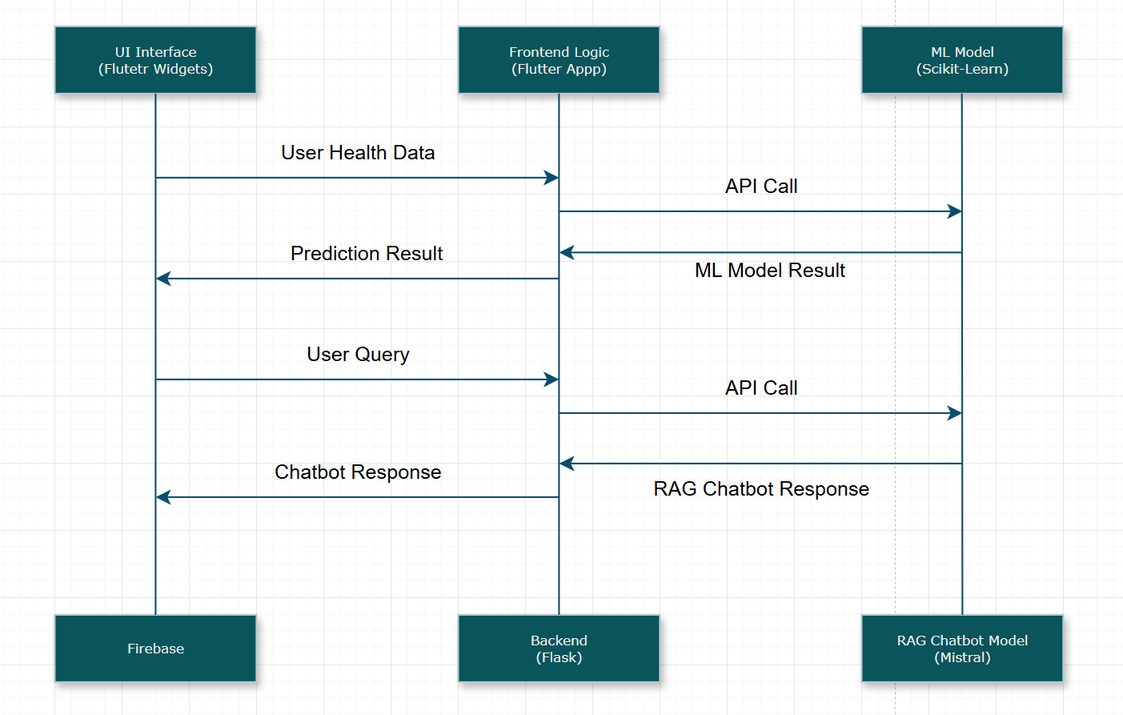 UI Interface
(Flutetr Widgets)
Frontend Logic
(Flutter Appp)
ML Model
(Scikit-Learn)
User Health Data
API Call
Prediction Result
ML Model Result
User Query
API Call
Chatbot Response
RAG Chatbot Response
Firebase
Backend
(Flask)
RAG Chatbot Model
(Mistral)